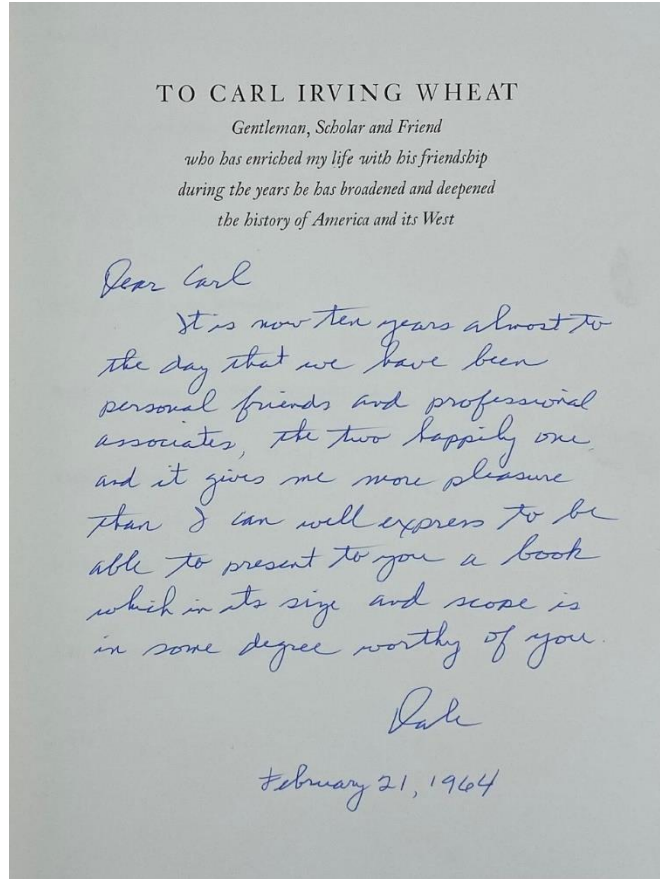 TO CARL IRVING WHEAT
Gentleman, Scholar and Friend
who has enriched my life with his friendship
during the years he has broadened and deepened
the history of America and its West
Dear Carl
It is now ten years almost to
the day that we have been
personal friends and professional
associates, the two happily one,
and it gives me more pleasure
than I can well express to be
able to present to you a book
which in its size and scope is
in some degree worthy of you.
Dale
February 21, 1964